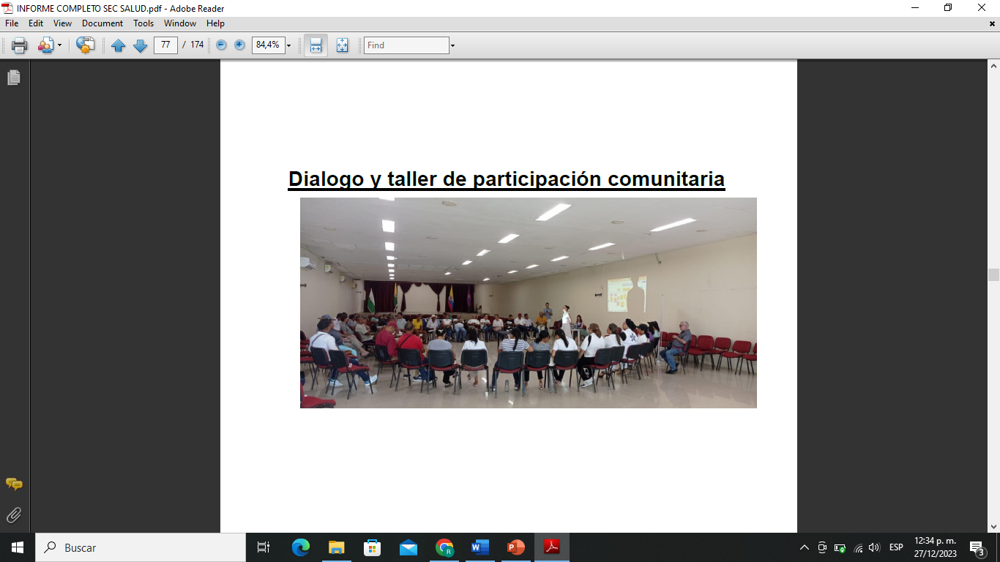 INFORME COMPLETO SEC SALUD.pdf - Adobe Reader
File Edit View Document Tools Window Help
77 / 174 84,4% Find
Dialogo y taller de participación comunitaria
Buscar
ESP
12:34 p. m.
27/12/2023
3